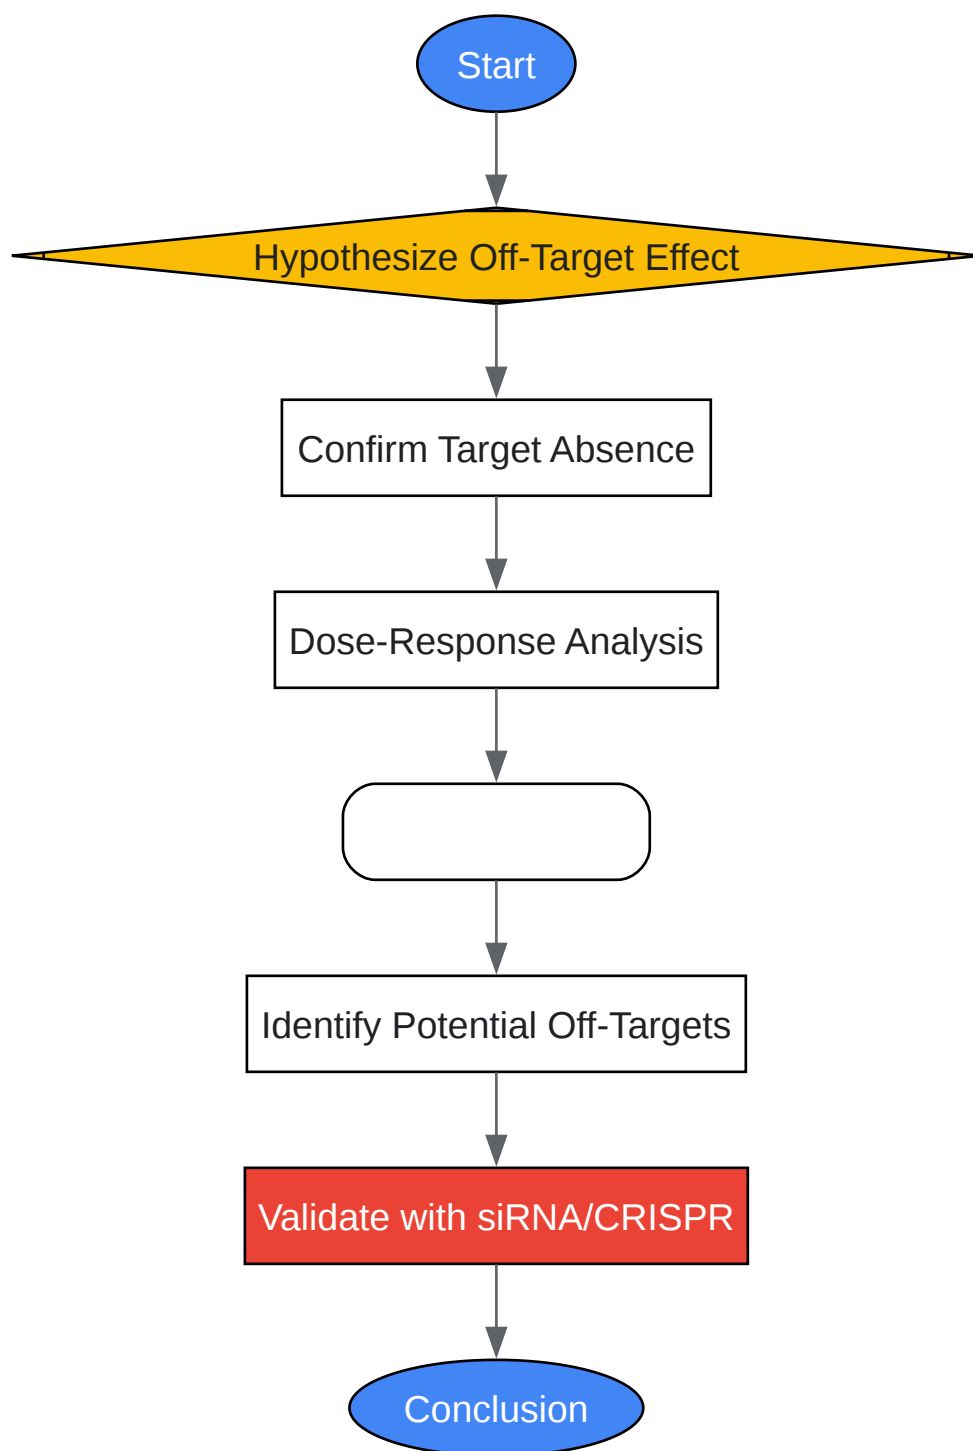 Start
Hypothesize Off-Target Effect
Confirm Target Absence
Dose-Response Analysis
Identify Potential Off-Targets
Validate with siRNA/CRISPR
Conclusion